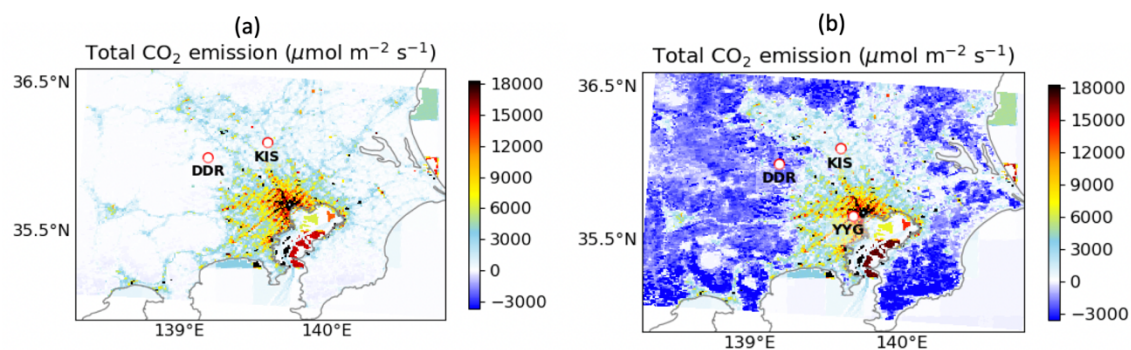 (a)
Total CO₂ emission (μmol m⁻² s⁻¹)
36.5°N
35.5°N
139°E
140°E
DDR
KIS
18000
15000
12000
9000
6000
3000
0
−3000
(b)
Total CO₂ emission (μmol m⁻² s⁻¹)
36.5°N
35.5°N
139°E
140°E
DDR
KIS
YYG
18000
15000
12000
9000
6000
3000
0
−3000